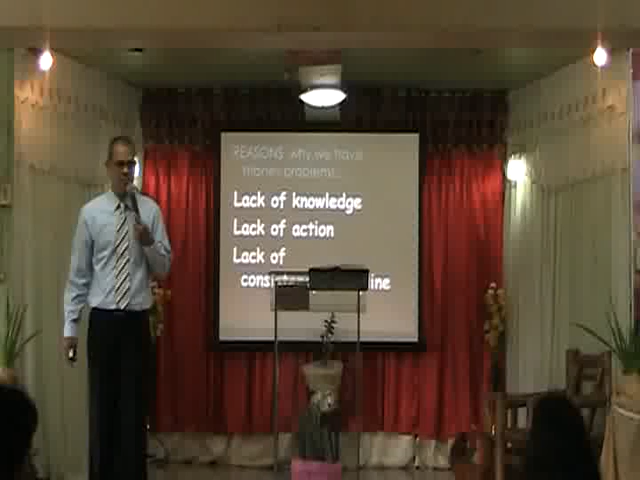 REASONS why we have
money problems...
Lack of knowledge
Lack of action
Lack of